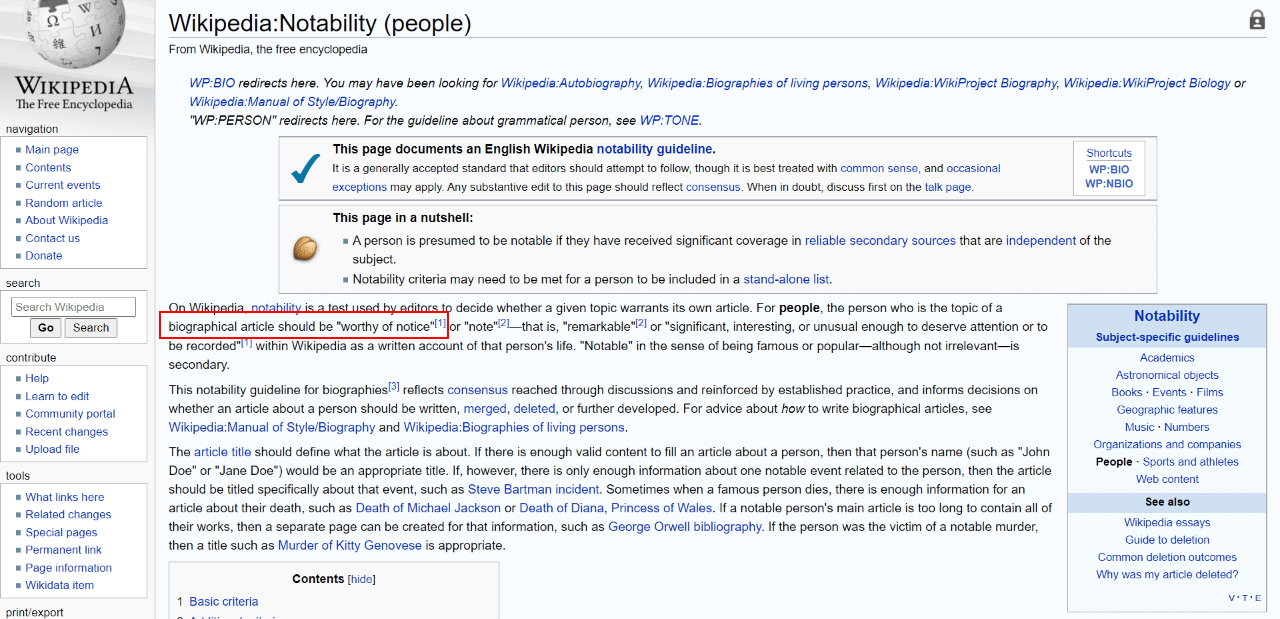 Wikipedia:Notability (people)
From Wikipedia, the free encyclopedia
WP:BIO redirects here. You may have been looking for Wikipedia:Autobiography, Wikipedia:Biographies of living persons, Wikipedia:WikiProject Biography, Wikipedia:WikiProject Biology or
Wikipedia:Manual of Style/Biography.
"WP:PERSON" redirects here. For the guideline about grammatical person, see WP:TONE.
This page documents an English Wikipedia notability guideline.
It is a generally accepted standard that editors should attempt to follow, though it is best treated with common sense, and occasional
exceptions may apply. Any substantive edit to this page should reflect consensus. When in doubt, discuss first on the talk page.
Shortcuts
WP:BIO
WP:NBIO
This page in a nutshell:
A person is presumed to be notable if they have received significant coverage in reliable secondary sources that are independent of the
subject.
Notability criteria may need to be met for a person to be included in a stand-alone list.
On Wikipedia, notability is a test used by editors to decide whether a given topic warrants its own article. For people, the person who is the topic of a
biographical article should be "worthy of notice"[1] or "note"[2]—that is, "remarkable"[2] or "significant, interesting, or unusual enough to deserve attention or to
be recorded"[1] within Wikipedia as a written account of that person's life. "Notable" in the sense of being famous or popular—although not irrelevant—is
secondary.
This notability guideline for biographies[3] reflects consensus reached through discussions and reinforced by established practice, and informs decisions on
whether an article about a person should be written, merged, deleted, or further developed. For advice about how to write biographical articles, see
Wikipedia:Manual of Style/Biography and Wikipedia:Biographies of living persons.
The article title should define what the article is about. If there is enough valid content to fill an article about a person, then that person's name (such as "John
Doe" or "Jane Doe") would be an appropriate title. If, however, there is only enough information about one notable event related to the person, then the article
should be titled specifically about that event, such as Steve Bartman incident. Sometimes when a famous person dies, there is enough information for an
article about their death, such as Death of Michael Jackson or Death of Diana, Princess of Wales. If a notable person's main article is too long to contain all of
their works, then a separate page can be created for that information, such as George Orwell bibliography. If the person was the victim of a notable murder,
then a title such as Murder of Kitty Genovese is appropriate.
Contents [hide]
1 Basic criteria
Notability
Subject-specific guidelines
Academics
Astronomical objects
Books · Events · Films
Geographic features
Music · Numbers
Organizations and companies
People · Sports and athletes
Web content
See also
Wikipedia essays
Guide to deletion
Common deletion outcomes
Why was my article deleted?
V · T · E
Ω
W
И
維
WIKIPEDIA
The Free Encyclopedia
navigation
Main page
Contents
Current events
Random article
About Wikipedia
Contact us
Donate
search
Search Wikipedia
Go
Search
contribute
Help
Learn to edit
Community portal
Recent changes
Upload file
tools
What links here
Related changes
Special pages
Permanent link
Page information
Wikidata item
print/export